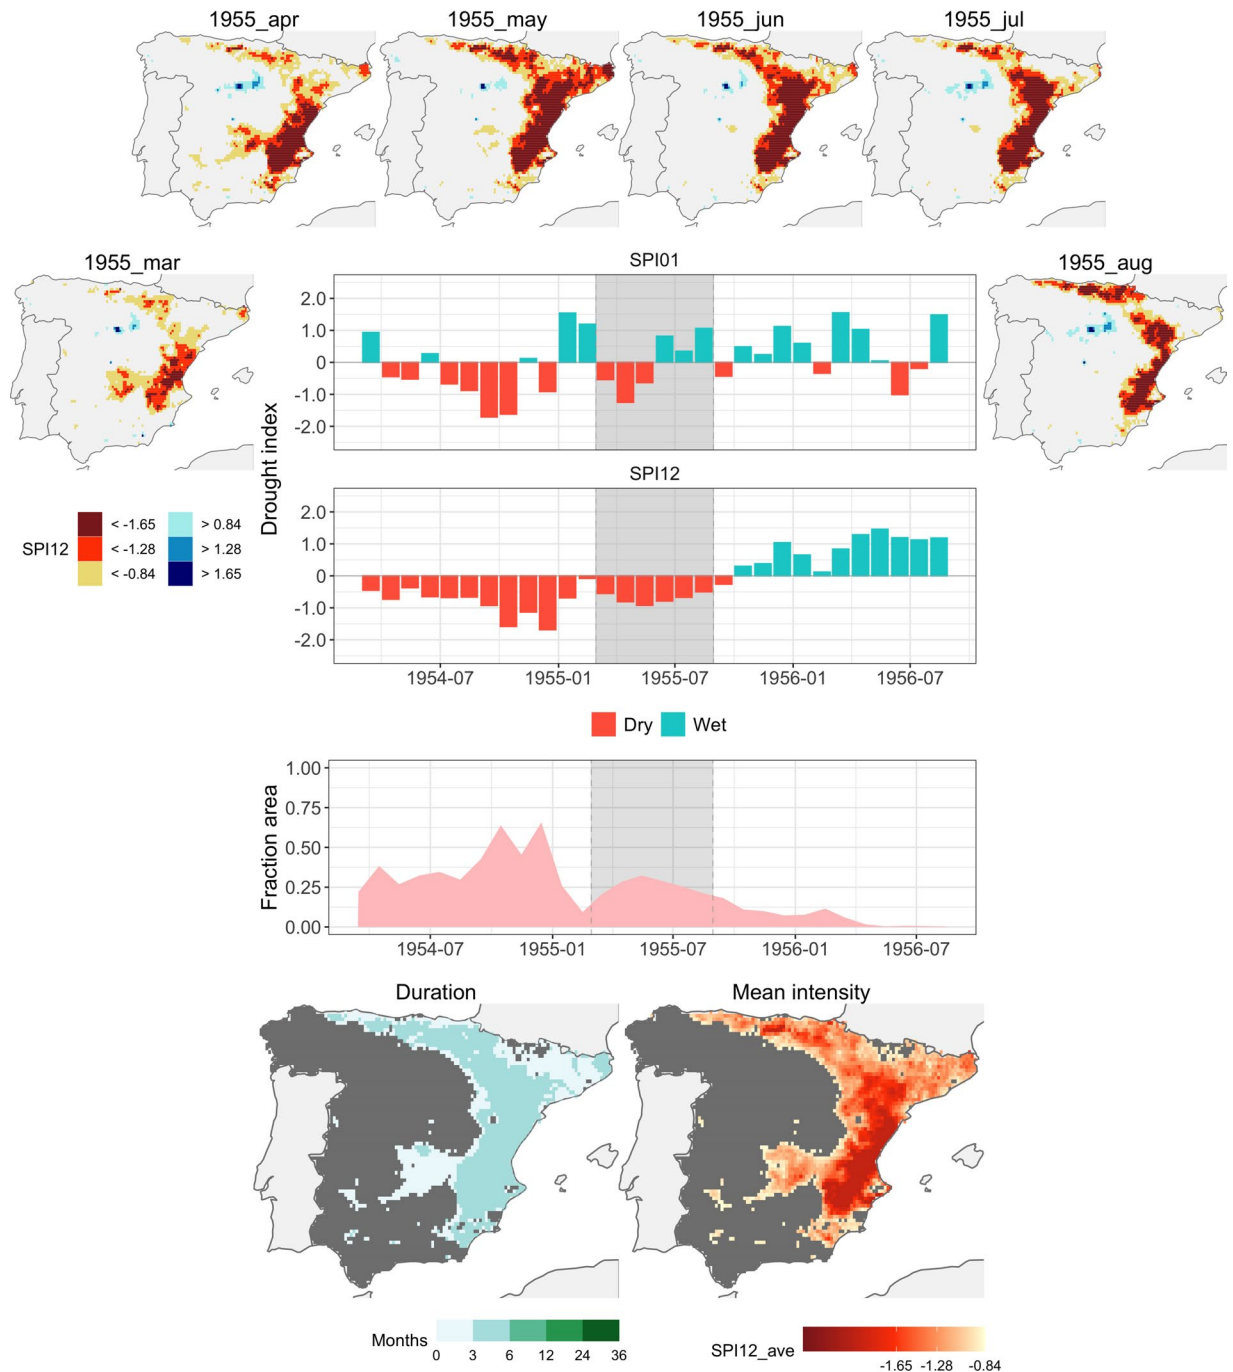 1955_apr 1955_may 1955_jun 1955_jul
1955_mar
SPI01
1955_aug
Drought index
2.0
1.0
0
-1.0
-2.0
SPI12
2.0
1.0
0
-1.0
-2.0
1954-07 1955-01 1955-07 1956-01 1956-07
SPI12
< -1.65 > 0.84
< -1.28 > 1.28
< -0.84 > 1.65
Dry Wet
Fraction area
1.00
0.75
0.50
0.25
0.00
1954-07 1955-01 1955-07 1956-01 1956-07
Duration Mean intensity
Months
0 3 6 12 24 36
SPI12_ave
-1.65 -1.28 -0.84